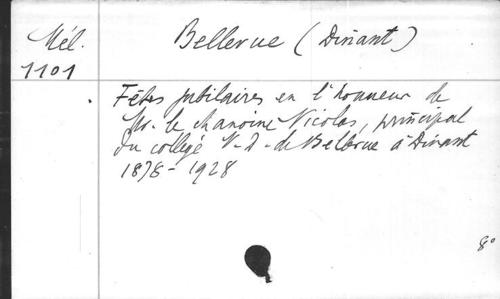 Mél.
1101
Bellevue (Dinant)
Fêtes jubilaires en l'honneur de
Mr. le chanoine Nicolas, principal
du collège N-D-de Bellevue à Dinant
1878-1928
8°